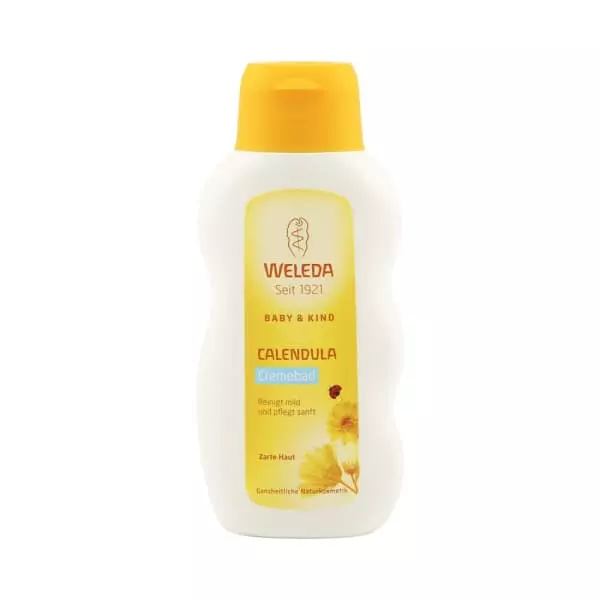 WELEDA
Seit 1921
BABY & KIND
CALENDULA
Cremebad
Reinigt mild
und pflegt sanft
Zarte Haut
Ganzheitliche Naturkosmetik